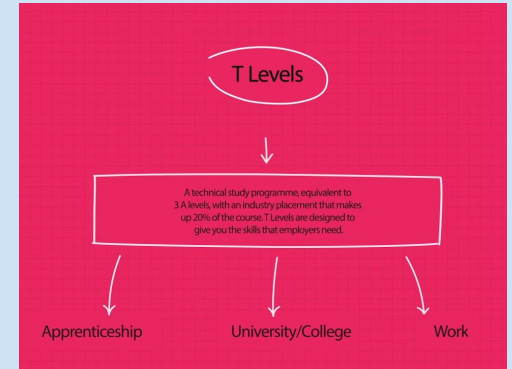 T Levels
A technical study programme, equivalent to
3 A levels, with an industry placement that makes
up 20% of the course. T Levels are designed to
give you the skills that employers need.
Apprenticeship
University/College
Work